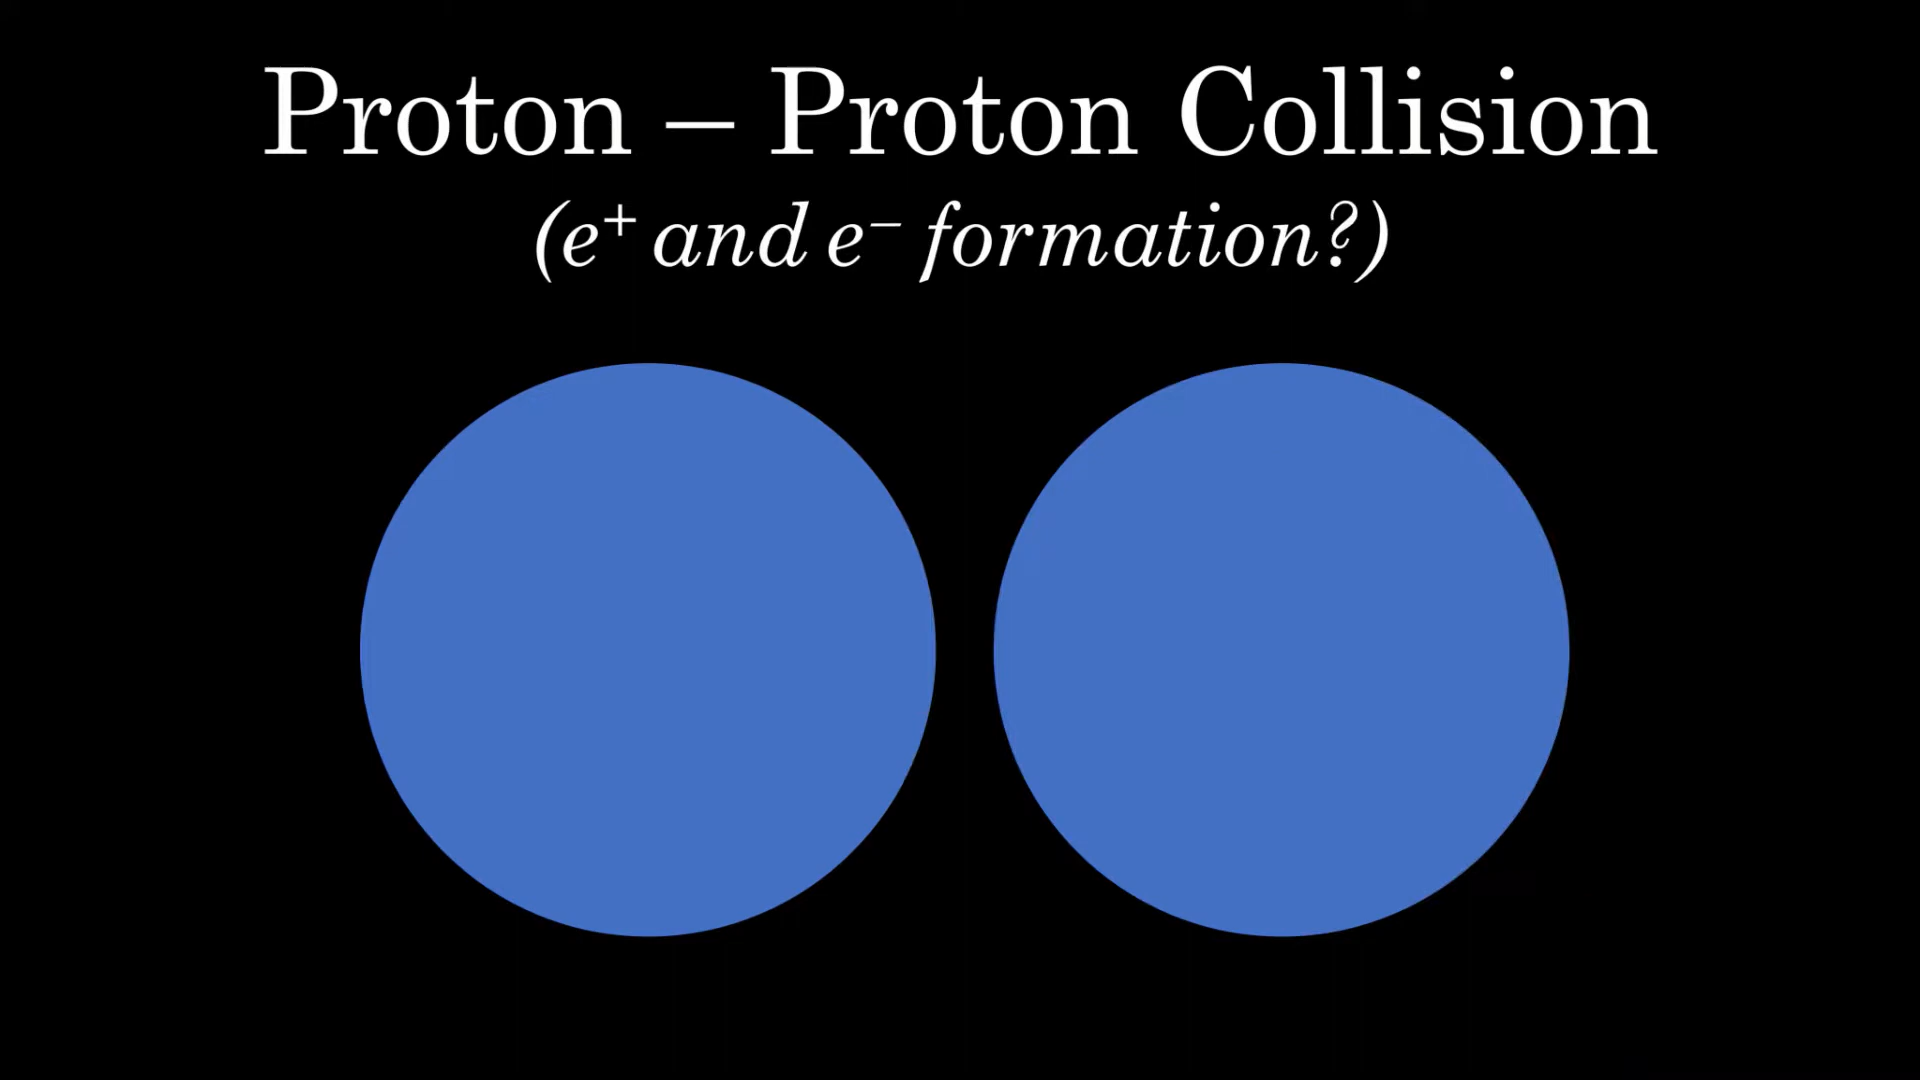 Proton – Proton Collision
(e⁺ and e⁻ formation?)